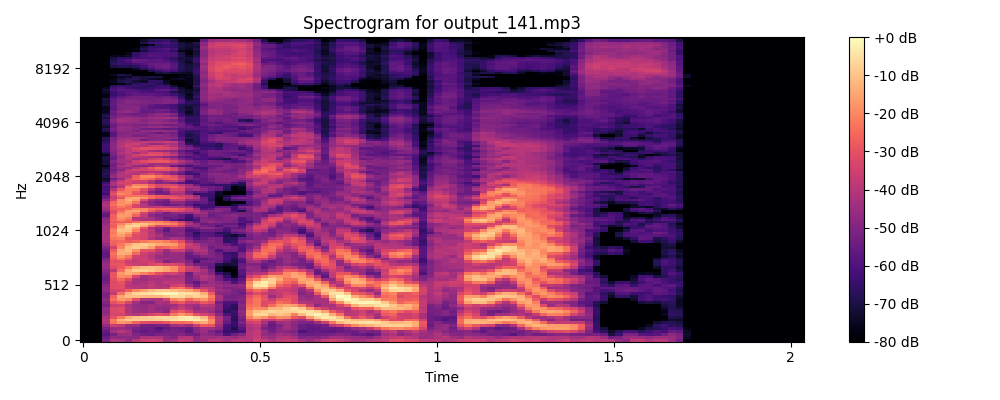 Spectrogram for output_141.mp3
Hz
8192
4096
2048
1024
512
0
0
0.5
1
1.5
2
Time
+0 dB
-10 dB
-20 dB
-30 dB
-40 dB
-50 dB
-60 dB
-70 dB
-80 dB